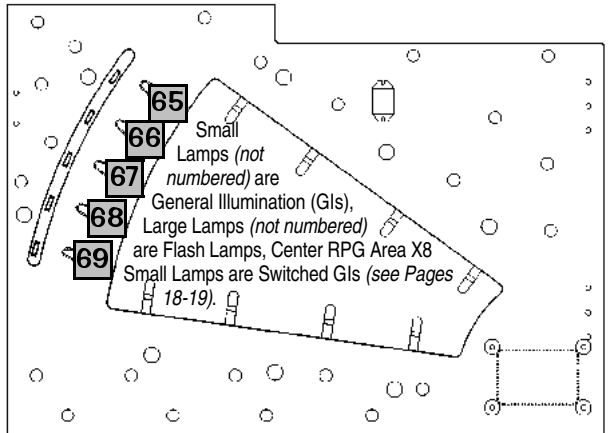 65
66
67
68
69
Small
Lamps (not
numbered) are
General Illumination (GIs),
Large Lamps (not numbered)
are Flash Lamps, Center RPG Area X8
Small Lamps are Switched GIs (see Pages
18-19).